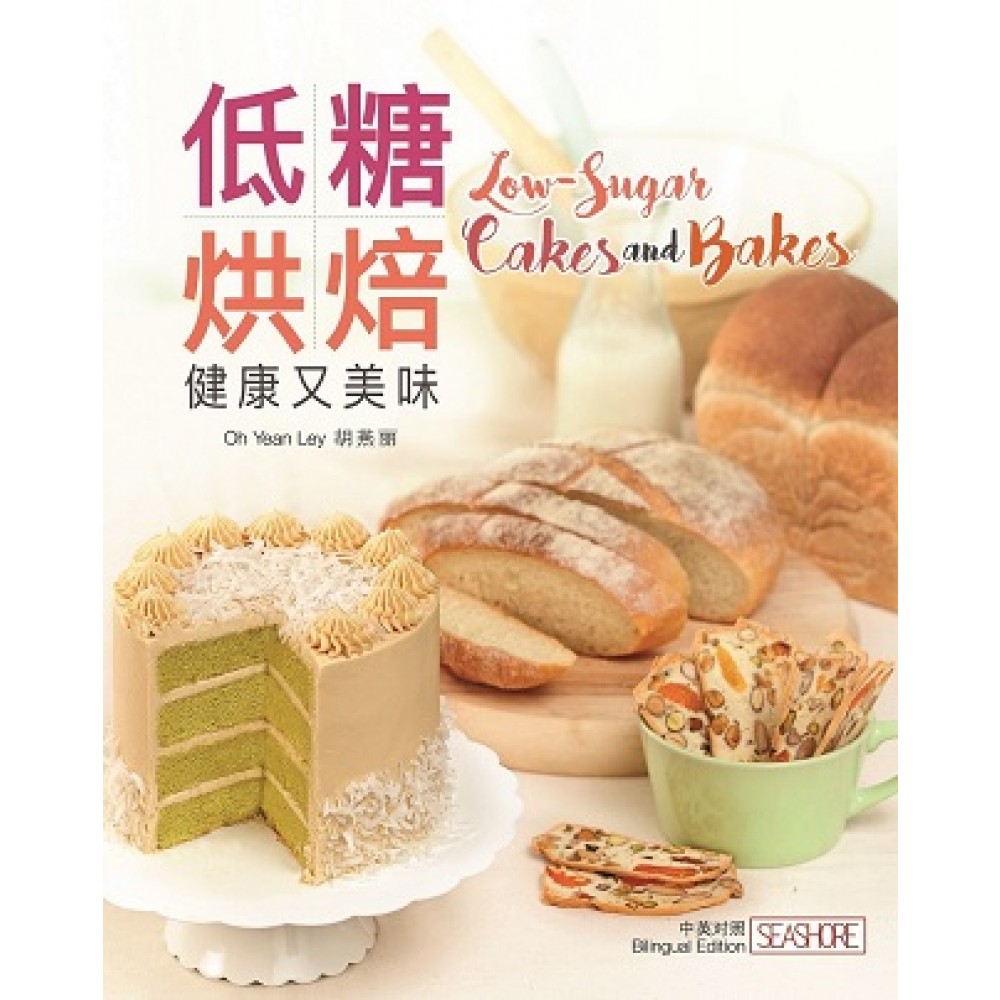 低糖
烘焙
健康又美味
Oh Yean Ley 胡燕丽
Low-Sugar
Cakes and Bakes
中英对照
Bilingual Edition
SEASHORE